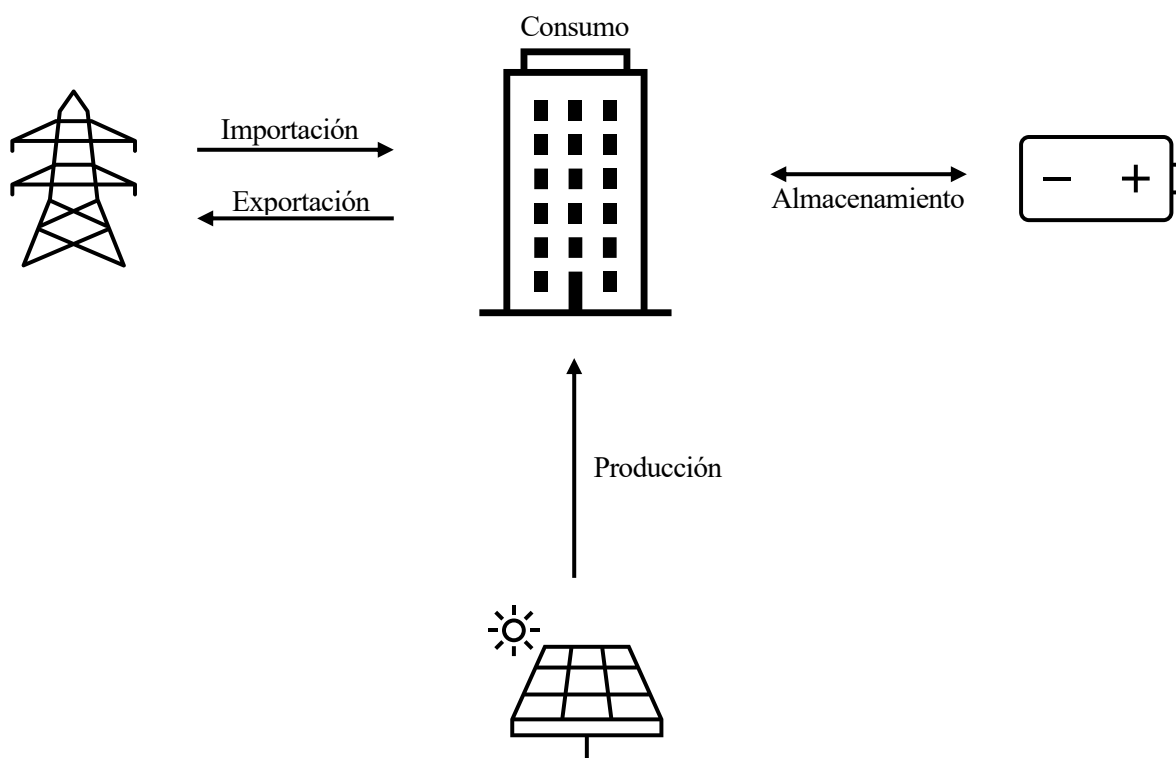 Consumo
Importación
Exportación
Almacenamiento
Producción